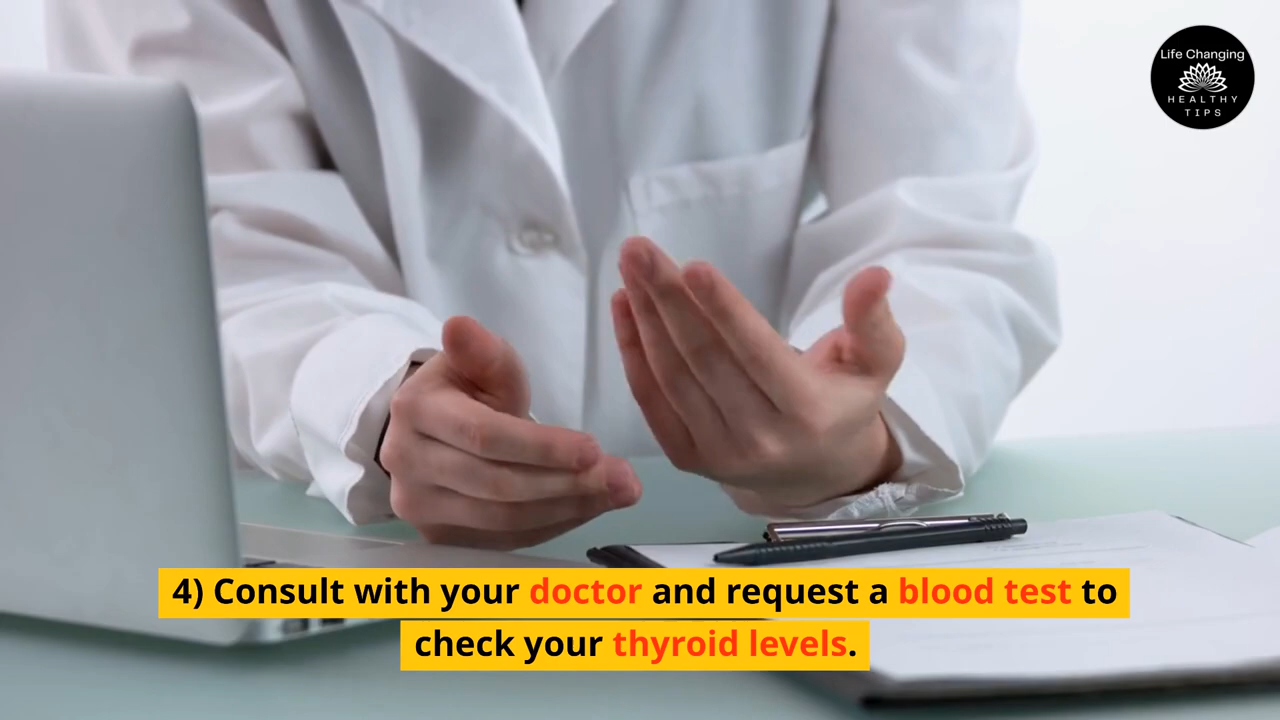 Life Changing
HEALTHY
TIPS
4) Consult with your doctor and request a blood test to
check your thyroid levels.